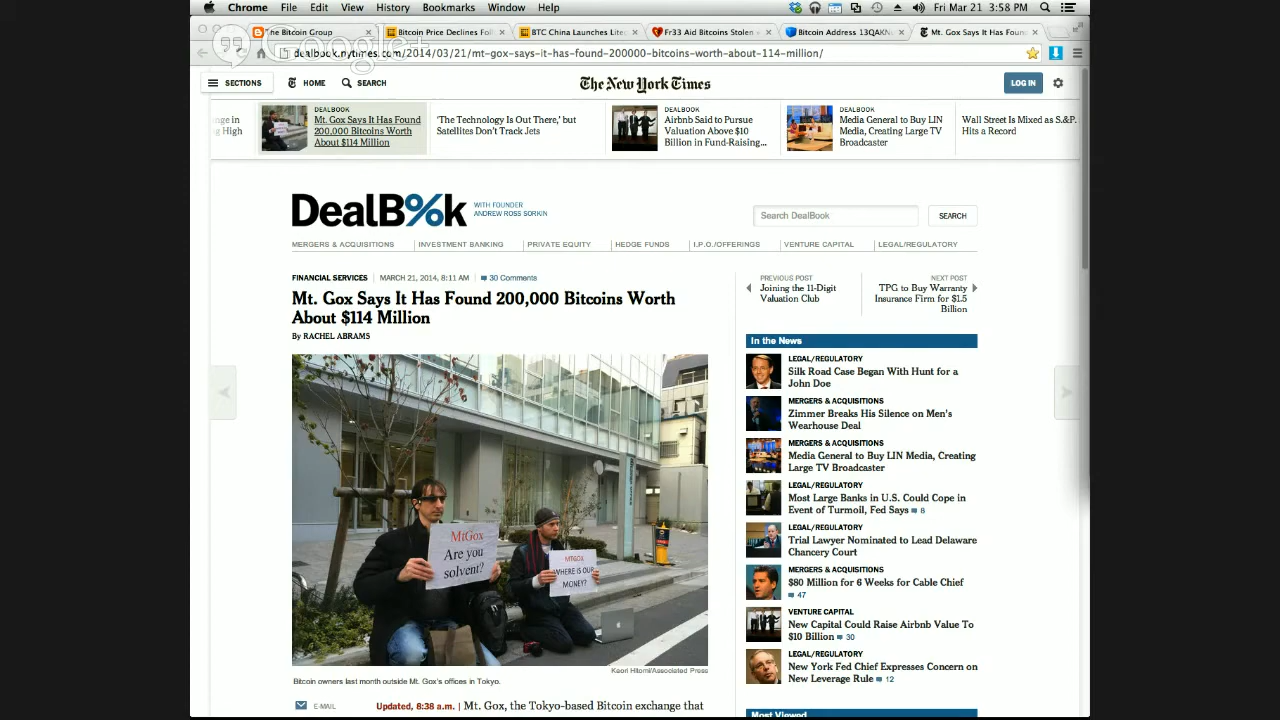 Chrome File Edit View History Bookmarks Window Help Fri Mar 21 3:58 PM
The Bitcoin Group
Bitcoin Price Declines Fol
BTC China Launches Litec
Fr33 Aid Bitcoins Stolen
Bitcoin Address 13QAKN
Mt. Gox Says It Has Foun
Google+
dealbook.nytimes.com/2014/03/21/mt-gox-says-it-has-found-200000-bitcoins-worth-about-114-million/
SECTIONS HOME SEARCH
The New York Times
LOG IN
nge in
ng High
DEALBOOK
Mt. Gox Says It Has Found
200,000 Bitcoins Worth
About $114 Million
'The Technology Is Out There,' but
Satellites Don't Track Jets
DEALBOOK
Airbnb Said to Pursue
Valuation Above $10
Billion in Fund-Raising...
DEALBOOK
Media General to Buy LIN
Media, Creating Large TV
Broadcaster
Wall Street Is Mixed as S.&P.
Hits a Record
DealB%k
WITH FOUNDER
ANDREW ROSS SORKIN
Search DealBook
SEARCH
MERGERS & ACQUISITIONS INVESTMENT BANKING PRIVATE EQUITY HEDGE FUNDS I.P.O./OFFERINGS VENTURE CAPITAL LEGAL/REGULATORY
FINANCIAL SERVICES MARCH 21, 2014, 8:11 AM 30 Comments
Mt. Gox Says It Has Found 200,000 Bitcoins Worth
About $114 Million
By RACHEL ABRAMS
MtGox
Are you
solvent?
MTGOX
WHERE IS OUR
MONEY?
Kaori Hitomi/Associated Press
Bitcoin owners last month outside Mt. Gox's offices in Tokyo.
E-MAIL
Updated, 8:38 a.m. | Mt. Gox, the Tokyo-based Bitcoin exchange that
PREVIOUS POST
Joining the 11-Digit
Valuation Club
NEXT POST
TPG to Buy Warranty
Insurance Firm for $1.5
Billion
In the News
LEGAL/REGULATORY
Silk Road Case Began With Hunt for a
John Doe
MERGERS & ACQUISITIONS
Zimmer Breaks His Silence on Men's
Wearhouse Deal
MERGERS & ACQUISITIONS
Media General to Buy LIN Media, Creating
Large TV Broadcaster
LEGAL/REGULATORY
Most Large Banks in U.S. Could Cope in
Event of Turmoil, Fed Says 8
LEGAL/REGULATORY
Trial Lawyer Nominated to Lead Delaware
Chancery Court
MERGERS & ACQUISITIONS
$80 Million for 6 Weeks for Cable Chief
47
VENTURE CAPITAL
New Capital Could Raise Airbnb Value To
$10 Billion 30
LEGAL/REGULATORY
New York Fed Chief Expresses Concern on
New Leverage Rule 12
Most Viewed